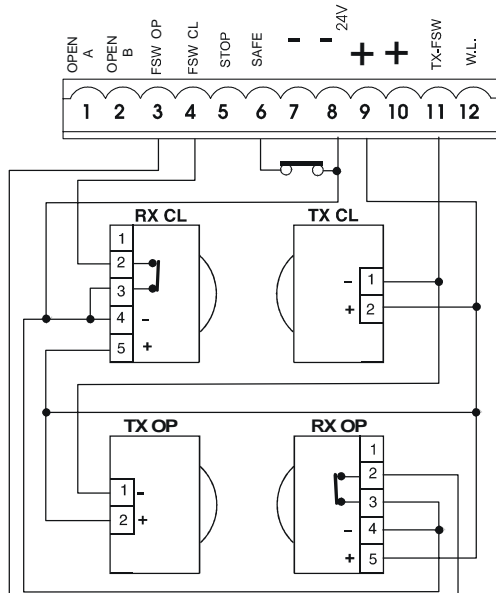 OPEN A
OPEN B
FSW OP
FSW CL
STOP
SAFE
-
-
24V
+
+
TX-FSW
W.L.
1 2 3 4 5 6 7 8 9 10 11 12
RX CL
1
2
3
4 -
5 +
TX CL
- 1
+ 2
TX OP
1 -
2 +
RX OP
1
2
3
- 4
+ 5